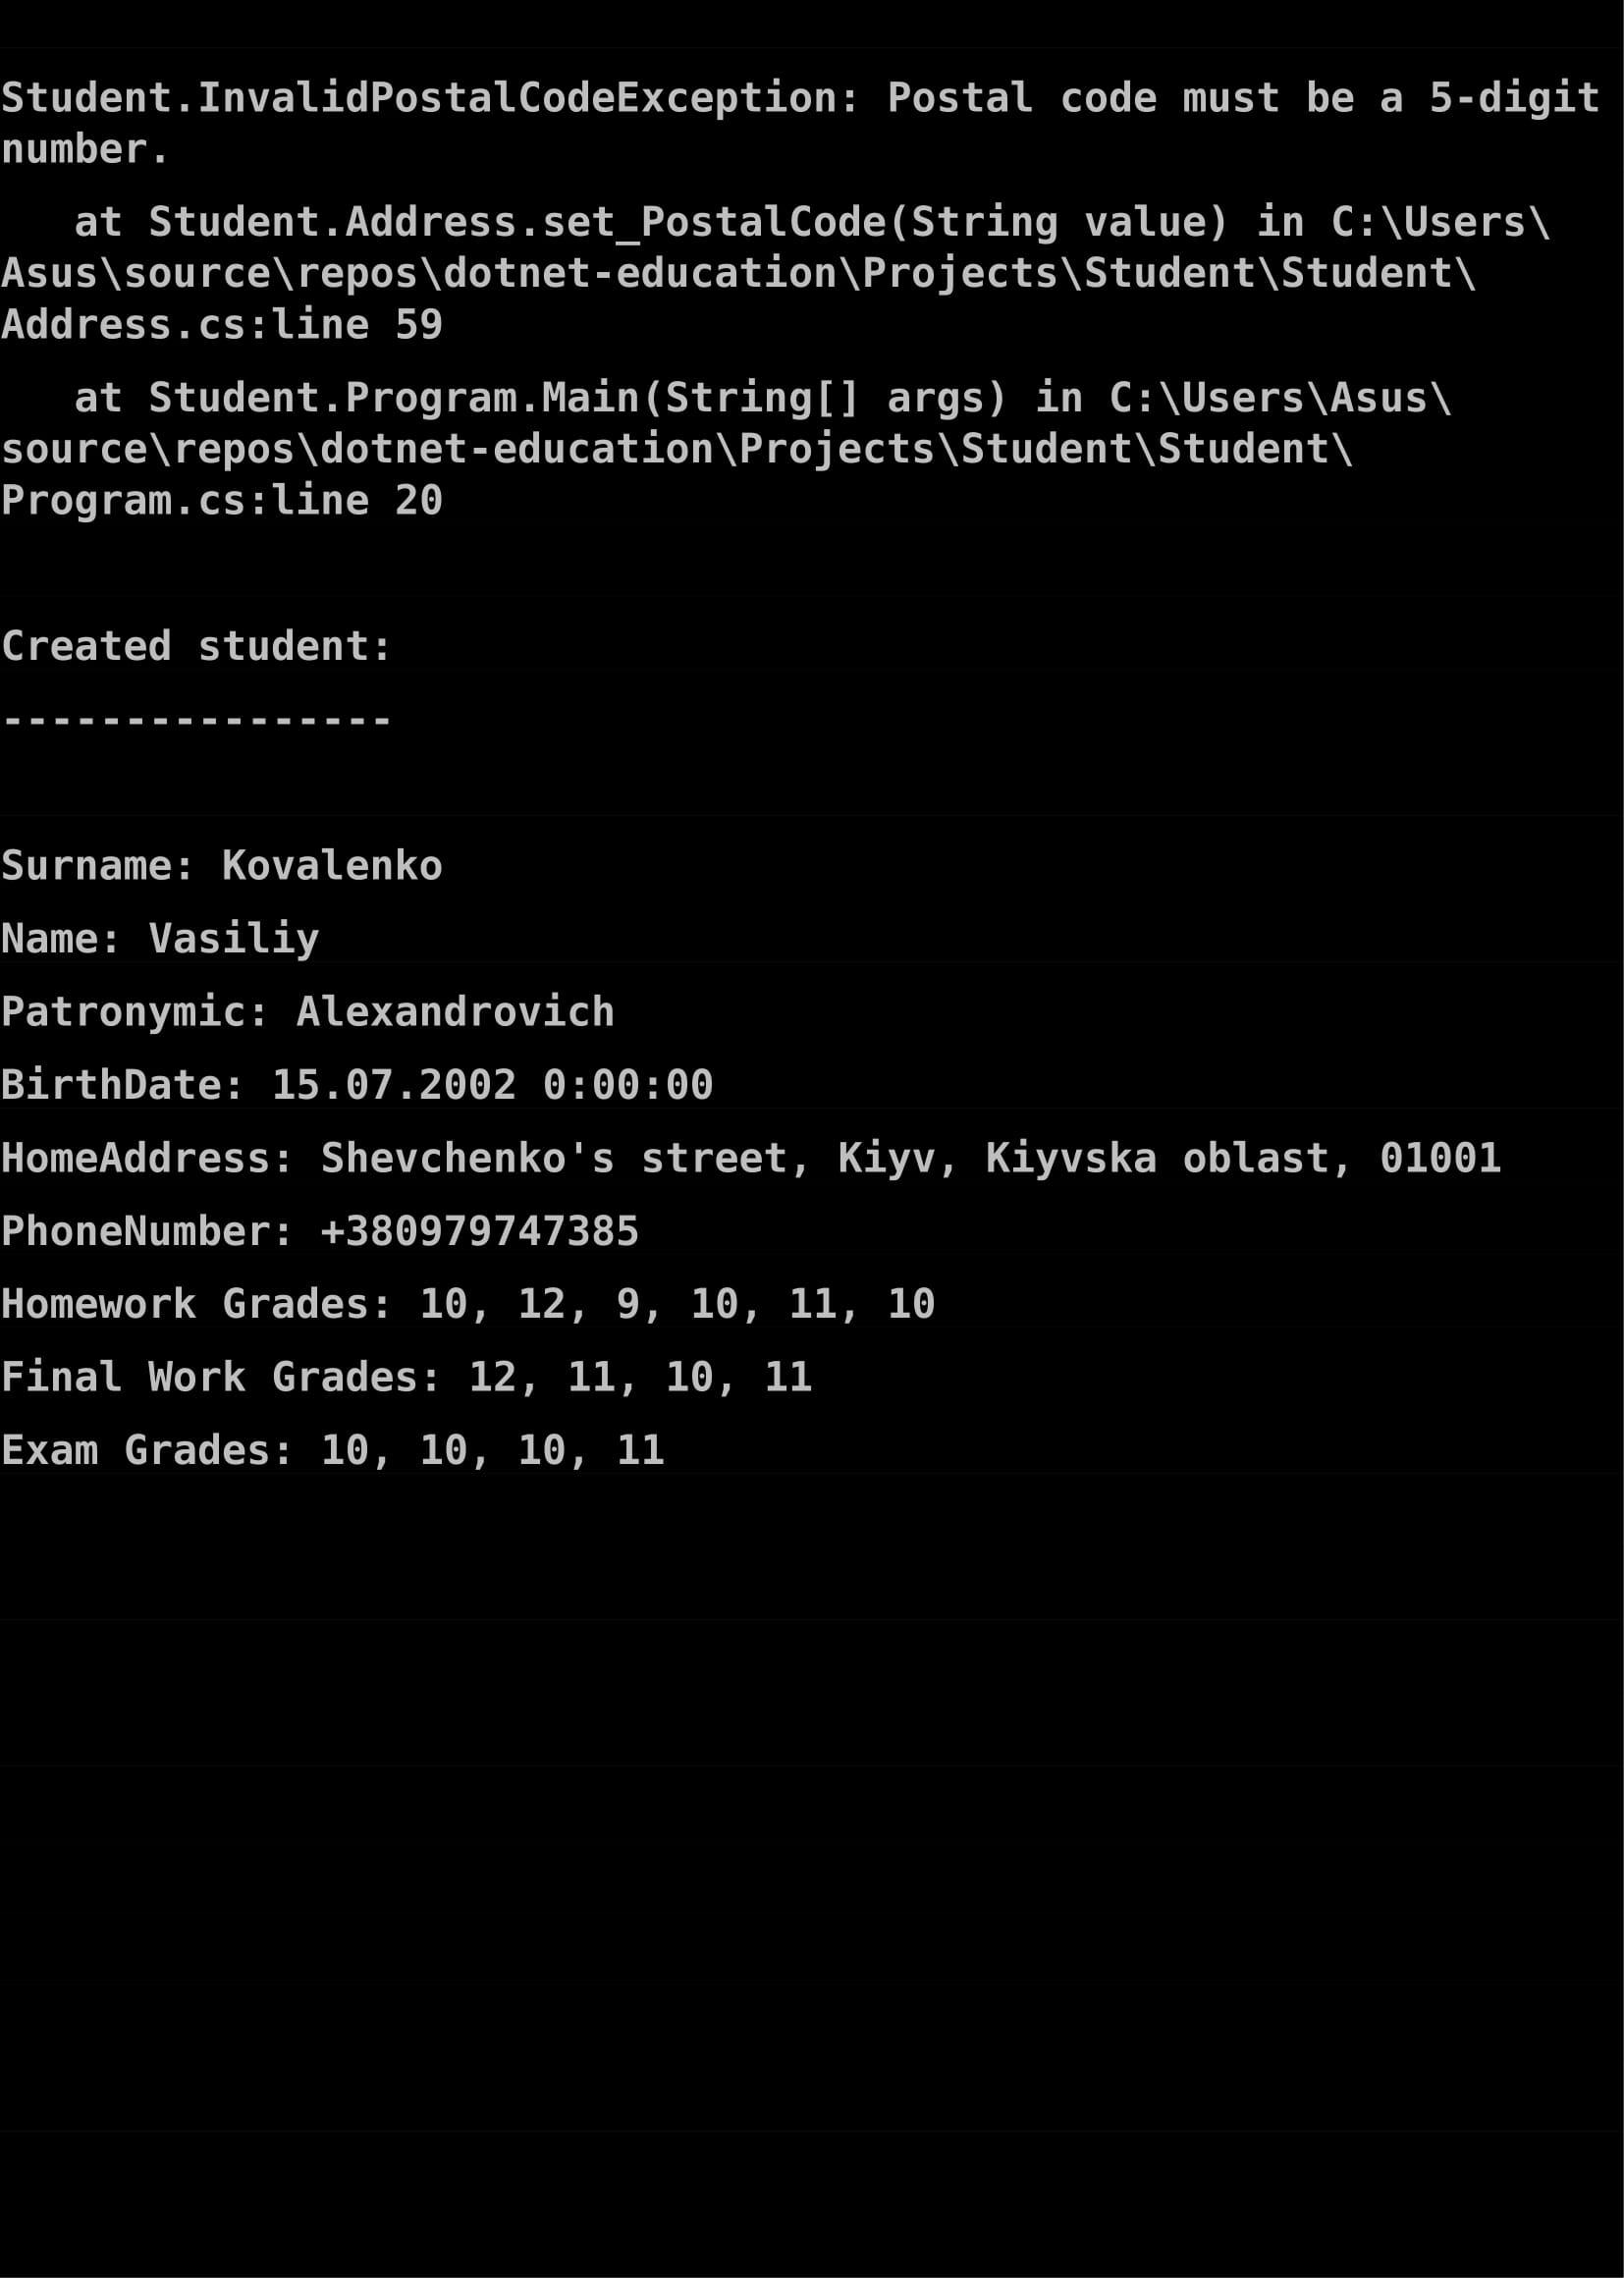 Student.InvalidPostalCodeException: Postal code must be a 5-digit
number.
   at Student.Address.set_PostalCode(String value) in C:\Users\
Asus\source\repos\dotnet-education\Projects\Student\Student\
Address.cs:line 59
   at Student.Program.Main(String[] args) in C:\Users\Asus\
source\repos\dotnet-education\Projects\Student\Student\
Program.cs:line 20
Created student:
----------------
Surname: Kovalenko
Name: Vasiliy
Patronymic: Alexandrovich
BirthDate: 15.07.2002 0:00:00
HomeAddress: Shevchenko's street, Kiyv, Kiyvska oblast, 01001
PhoneNumber: +380979747385
Homework Grades: 10, 12, 9, 10, 11, 10
Final Work Grades: 12, 11, 10, 11
Exam Grades: 10, 10, 10, 11